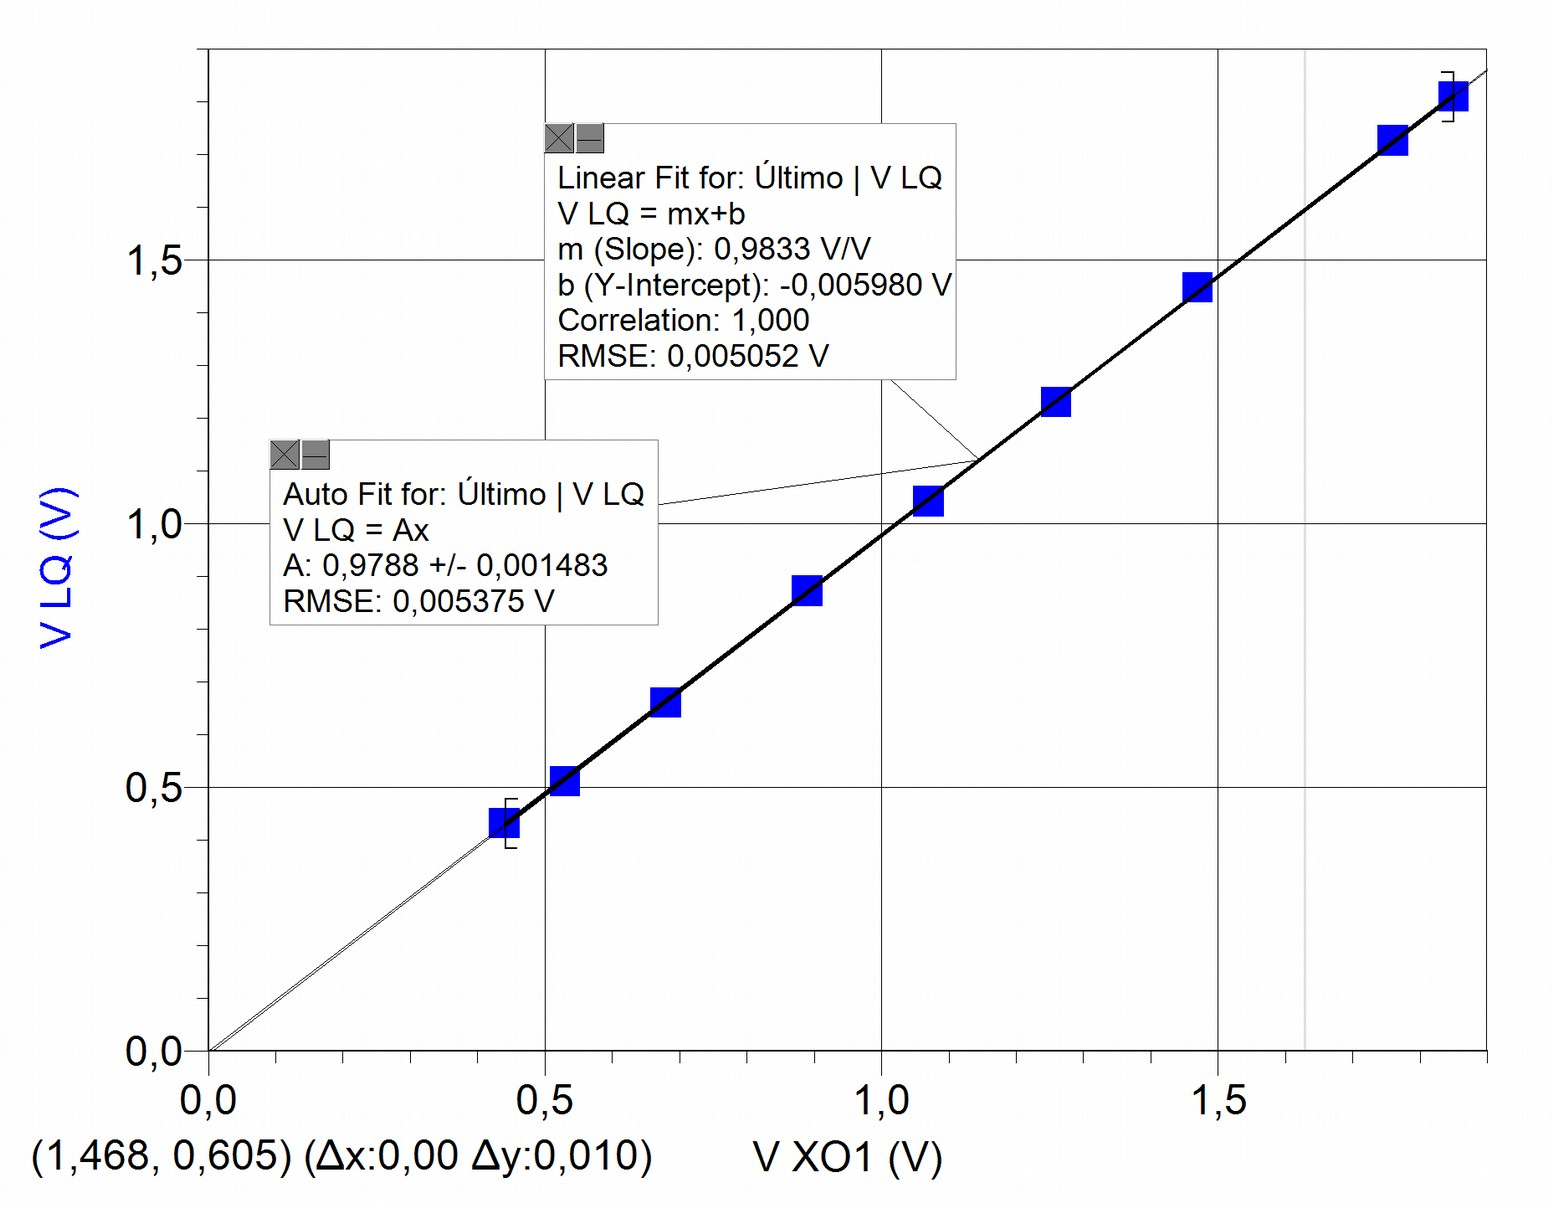 Linear Fit for: Último | V LQ
V LQ = mx+b
m (Slope): 0,9833 V/V
b (Y-Intercept): -0,005980 V
Correlation: 1,000
RMSE: 0,005052 V
Auto Fit for: Último | V LQ
V LQ = Ax
A: 0,9788 +/- 0,001483
RMSE: 0,005375 V
V LQ (V)
1,5
1,0
0,5
0,0
0,0 0,5 1,0 1,5
(1,468, 0,605) (Δx:0,00 Δy:0,010)
V XO1 (V)